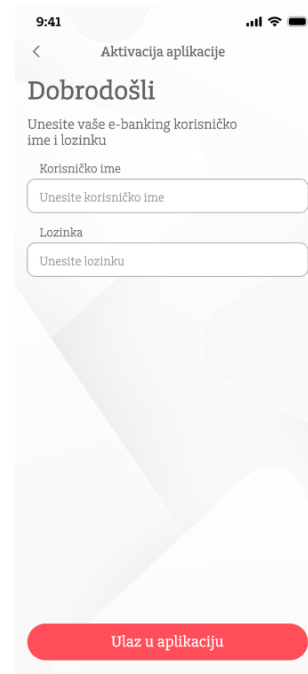 9:41
Aktivacija aplikacije
Dobrodošli
Unesite vaše e-banking korisničko
ime i lozinku
Korisničko ime
Unesite korisničko ime
Lozinka
Unesite lozinku
Ulaz u aplikaciju